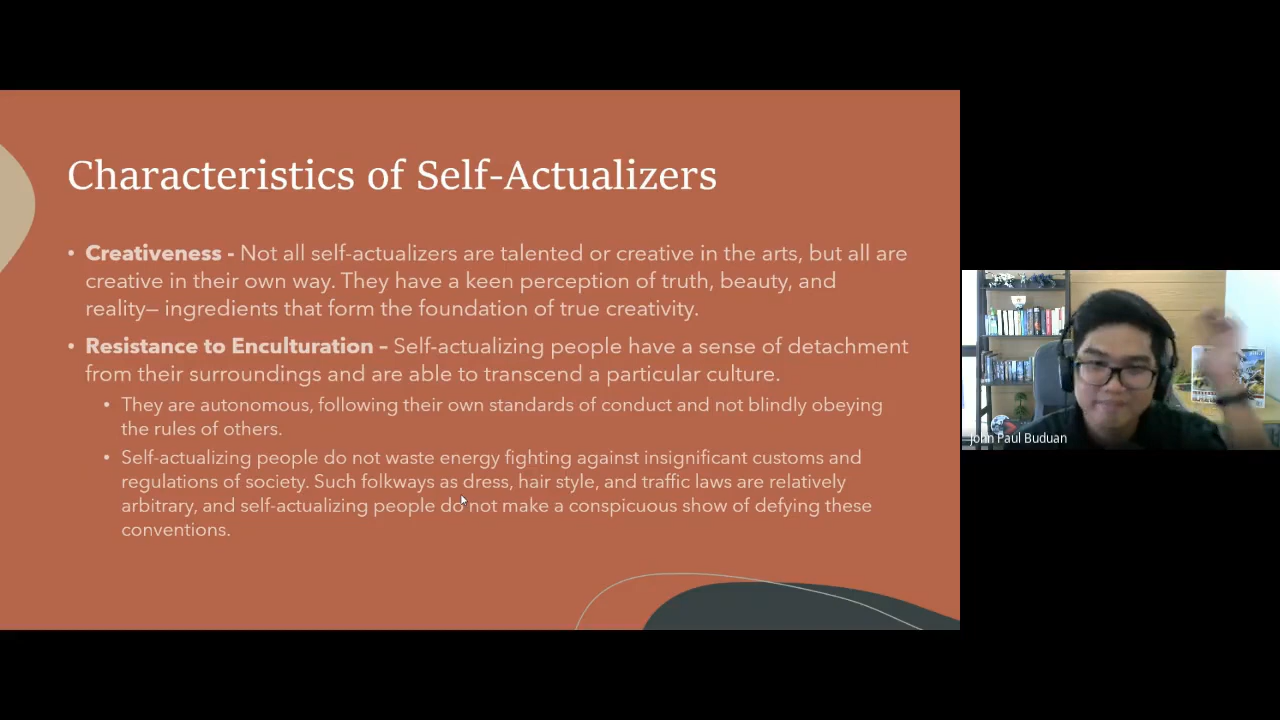 Characteristics of Self-Actualizers
• Creativeness - Not all self-actualizers are talented or creative in the arts, but all are
creative in their own way. They have a keen perception of truth, beauty, and
reality— ingredients that form the foundation of true creativity.
• Resistance to Enculturation – Self-actualizing people have a sense of detachment
from their surroundings and are able to transcend a particular culture.
• They are autonomous, following their own standards of conduct and not blindly obeying
the rules of others.
• Self-actualizing people do not waste energy fighting against insignificant customs and
regulations of society. Such folkways as dress, hair style, and traffic laws are relatively
arbitrary, and self-actualizing people do not make a conspicuous show of defying these
conventions.
John Paul Buduan